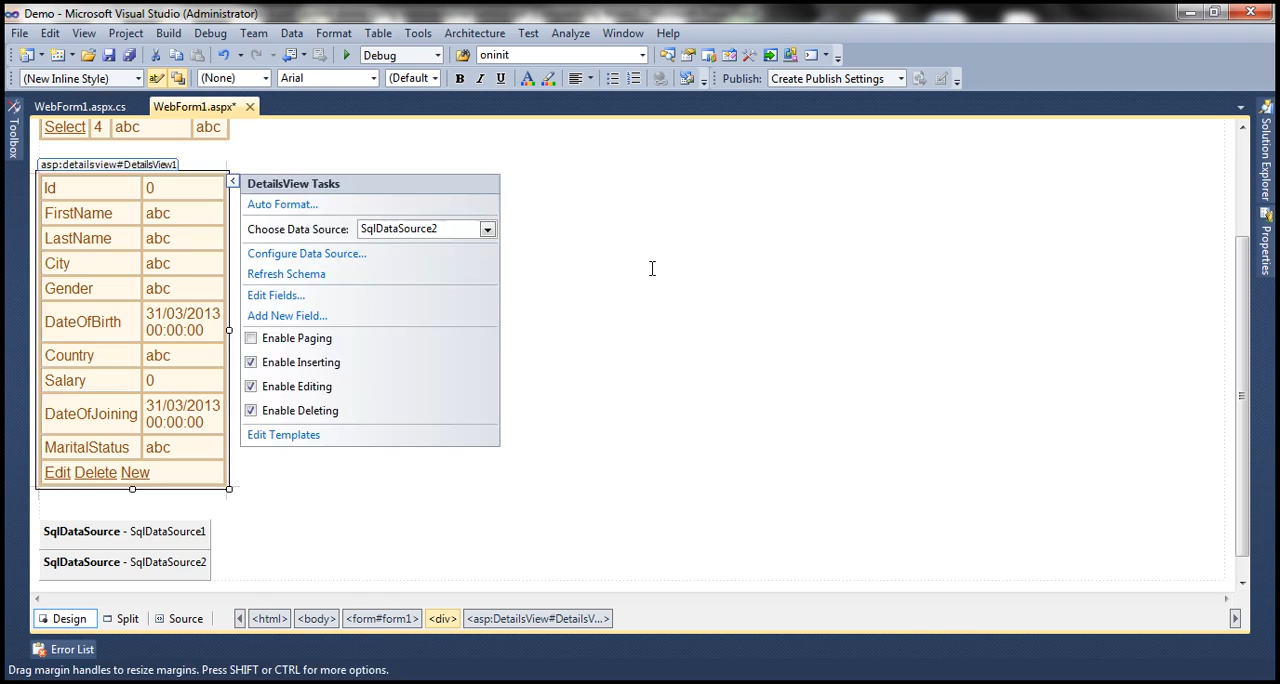 Demo - Microsoft Visual Studio (Administrator)
File Edit View Project Build Debug Team Data Format Table Tools Architecture Test Analyze Window Help
Debug oninit
(New Inline Style) (None) Arial (Default B I U A Publish: Create Publish Settings
WebForm1.aspx.cs WebForm1.aspx*
Toolbox
Solution Explorer
Properties
Select 4 abc abc
asp:detailsview#DetailsView1
Id 0
FirstName abc
LastName abc
City abc
Gender abc
DateOfBirth 31/03/2013 00:00:00
Country abc
Salary 0
DateOfJoining 31/03/2013 00:00:00
MaritalStatus abc
Edit Delete New
DetailsView Tasks
Auto Format...
Choose Data Source: SqlDataSource2
Configure Data Source...
Refresh Schema
Edit Fields...
Add New Field...
Enable Paging
Enable Inserting
Enable Editing
Enable Deleting
Edit Templates
SqlDataSource - SqlDataSource1
SqlDataSource - SqlDataSource2
Design Split Source <html> <body> <form#form1> <div> <asp:DetailsView#DetailsV...>
Error List
Drag margin handles to resize margins. Press SHIFT or CTRL for more options.